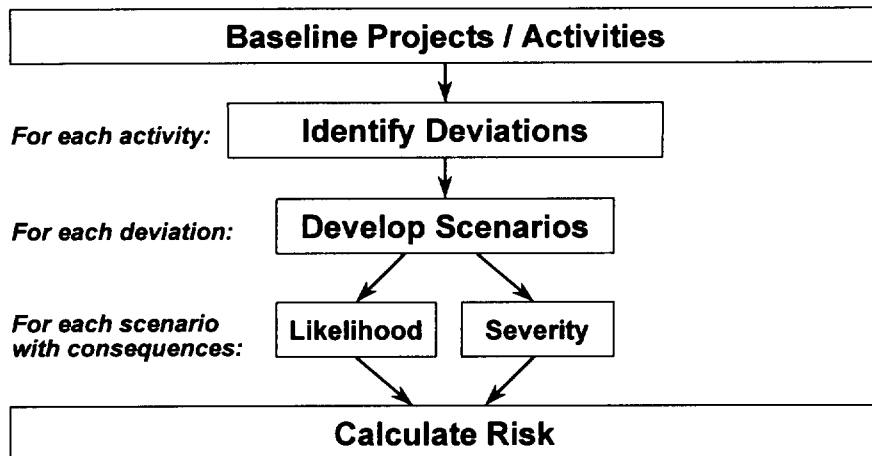 Baseline Projects / Activities
For each activity:
Identify Deviations
For each deviation:
Develop Scenarios
For each scenario
with consequences:
Likelihood
Severity
Calculate Risk